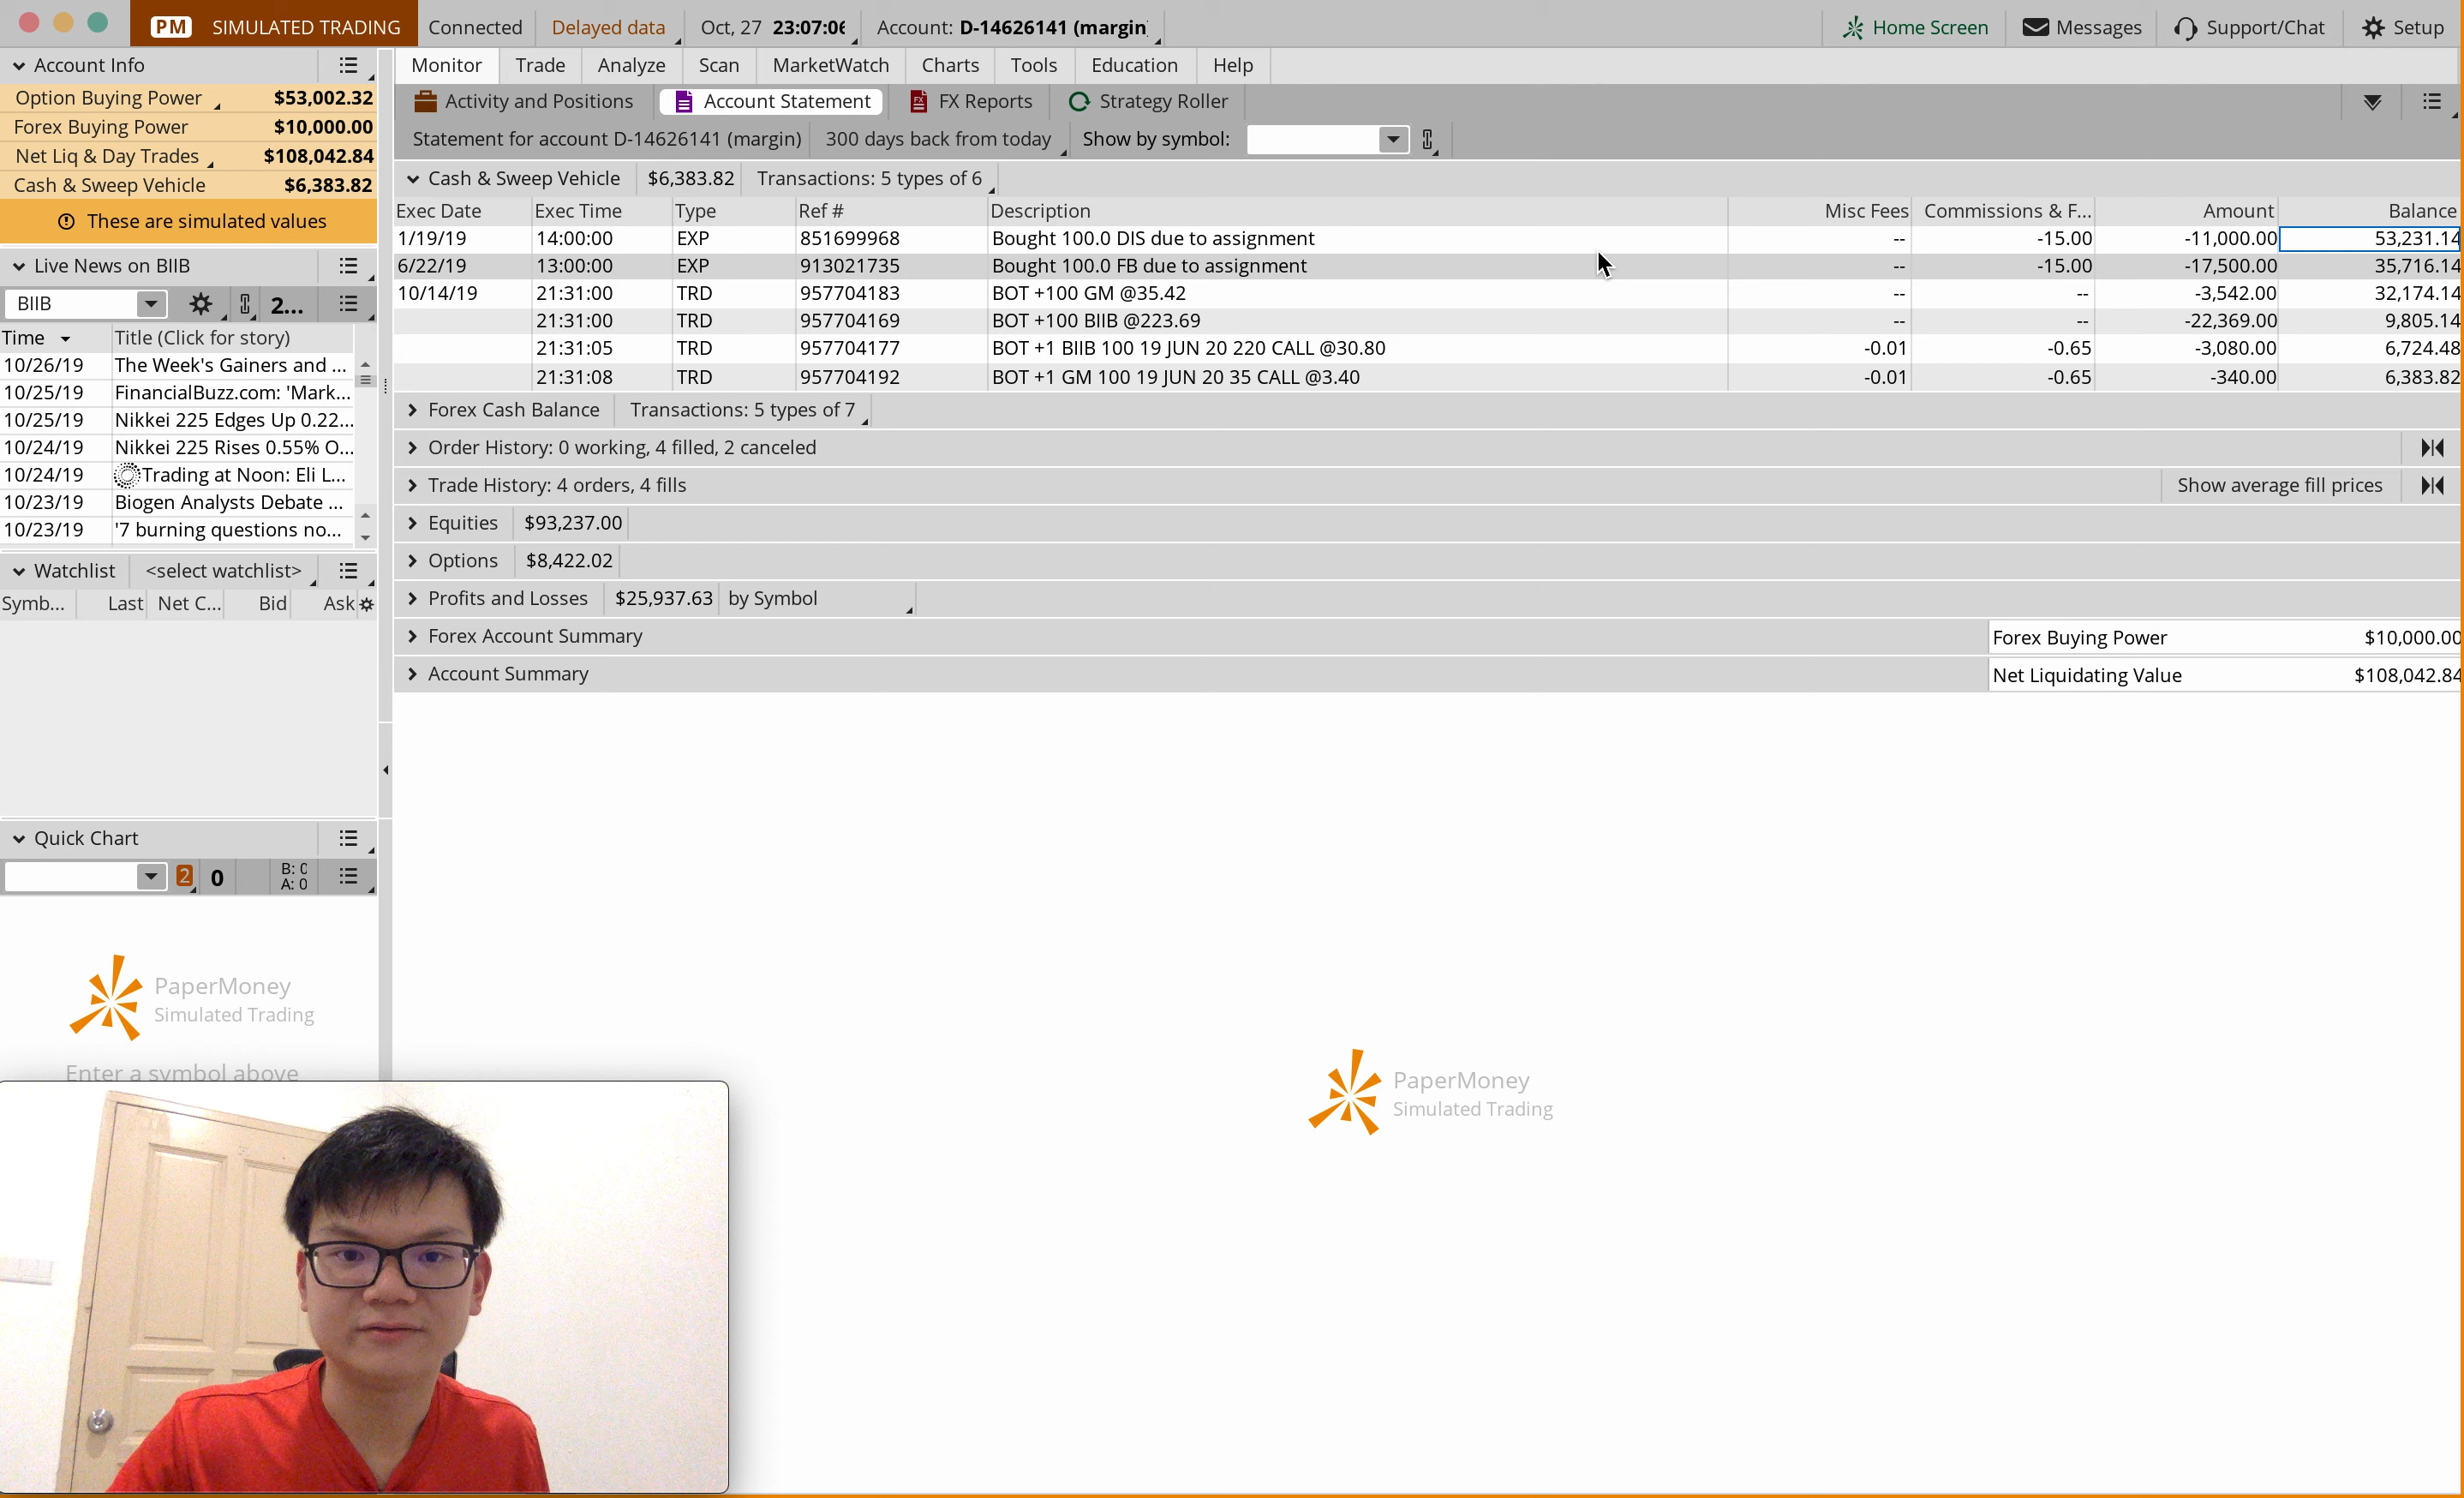 PM SIMULATED TRADING Connected Delayed data Oct, 27 23:07:06 Account: D-14626141 (margin Home Screen Messages Support/Chat Setup
Account Info
Option Buying Power $53,002.32
Forex Buying Power $10,000.00
Net Liq & Day Trades $108,042.84
Cash & Sweep Vehicle $6,383.82
These are simulated values
Live News on BIIB
BIIB 2...
Time Title (Click for story)
10/26/19 The Week's Gainers and ...
10/25/19 FinancialBuzz.com: 'Mark...
10/25/19 Nikkei 225 Edges Up 0.22...
10/24/19 Nikkei 225 Rises 0.55% O...
10/24/19 Trading at Noon: Eli L...
10/23/19 Biogen Analysts Debate ...
10/23/19 '7 burning questions no...
Watchlist <select watchlist>
Symb... Last Net C... Bid Ask
Quick Chart
2 0 B: 0
A: 0
PaperMoney
Simulated Trading
Enter a symbol above
Monitor Trade Analyze Scan MarketWatch Charts Tools Education Help
Activity and Positions Account Statement FX Reports Strategy Roller
Statement for account D-14626141 (margin) 300 days back from today Show by symbol:
Cash & Sweep Vehicle $6,383.82 Transactions: 5 types of 6
Exec Date Exec Time Type Ref # Description Misc Fees Commissions & F... Amount Balance
1/19/19 14:00:00 EXP 851699968 Bought 100.0 DIS due to assignment -- -15.00 -11,000.00 53,231.14
6/22/19 13:00:00 EXP 913021735 Bought 100.0 FB due to assignment -- -15.00 -17,500.00 35,716.14
10/14/19 21:31:00 TRD 957704183 BOT +100 GM @35.42 -- -- -3,542.00 32,174.14
21:31:00 TRD 957704169 BOT +100 BIIB @223.69 -- -- -22,369.00 9,805.14
21:31:05 TRD 957704177 BOT +1 BIIB 100 19 JUN 20 220 CALL @30.80 -0.01 -0.65 -3,080.00 6,724.48
21:31:08 TRD 957704192 BOT +1 GM 100 19 JUN 20 35 CALL @3.40 -0.01 -0.65 -340.00 6,383.82
Forex Cash Balance Transactions: 5 types of 7
Order History: 0 working, 4 filled, 2 canceled
Trade History: 4 orders, 4 fills Show average fill prices
Equities $93,237.00
Options $8,422.02
Profits and Losses $25,937.63 by Symbol
Forex Account Summary Forex Buying Power $10,000.00
Account Summary Net Liquidating Value $108,042.84
PaperMoney
Simulated Trading